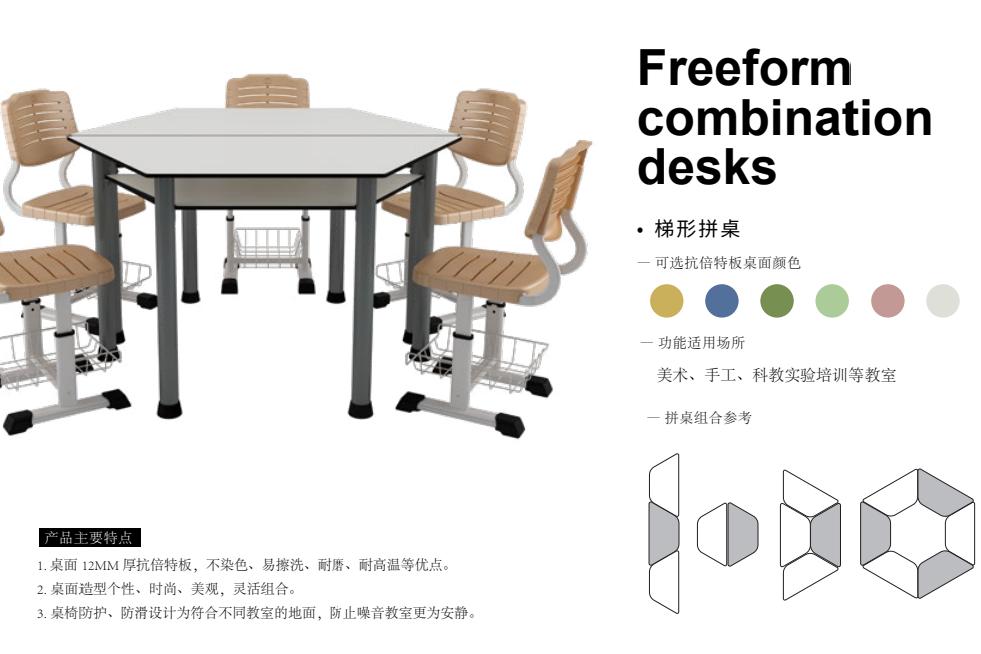 Freeform
combination
desks
• 梯形拼桌
— 可选抗倍特板桌面颜色
— 功能适用场所
美术、手工、科教实验培训等教室
— 拼桌组合参考
产品主要特点
1. 桌面 12MM 厚抗倍特板，不染色、易擦洗、耐磨、耐高温等优点。
2. 桌面造型个性、时尚、美观，灵活组合。
3. 桌椅防护、防滑设计为符合不同教室的地面，防止噪音教室更为安静。